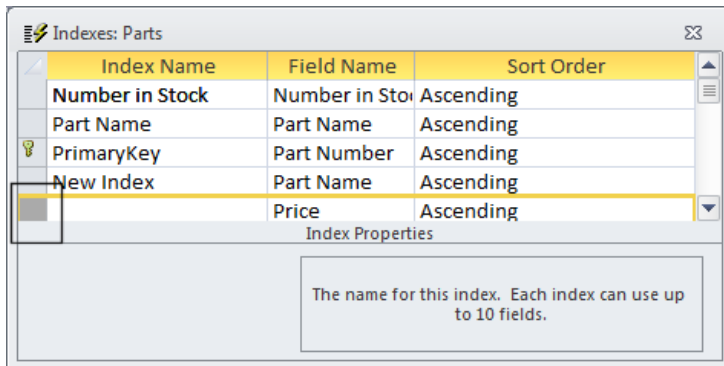 Indexes: Parts
Index Name Field Name Sort Order
Number in Stock Number in Sto Ascending
Part Name Part Name Ascending
PrimaryKey Part Number Ascending
New Index Part Name Ascending
Price Ascending
Index Properties
The name for this index. Each index can use up
to 10 fields.